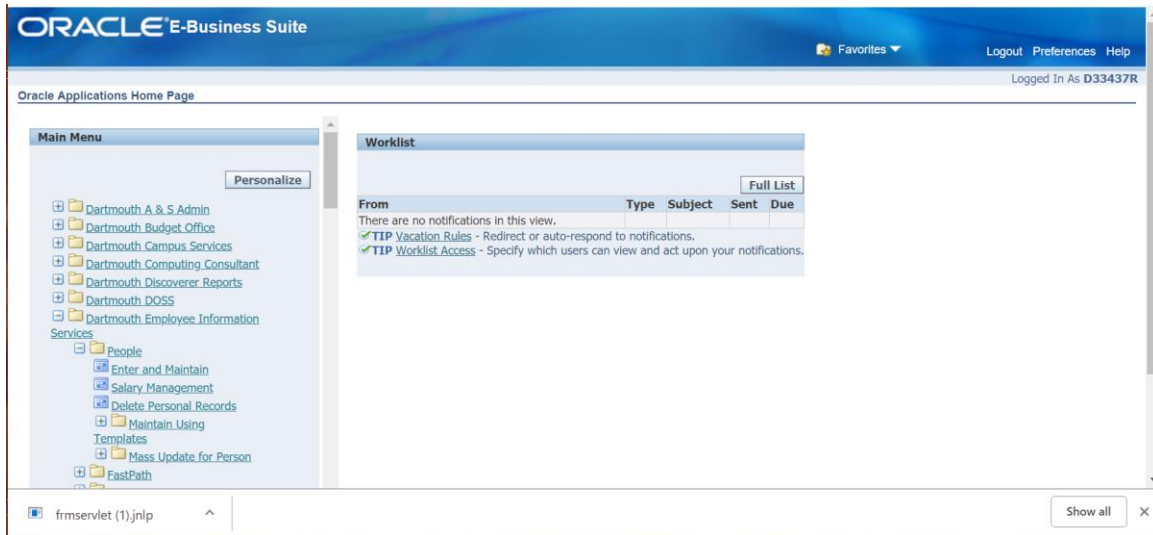 ORACLE E-Business Suite
Favorites
Logout Preferences Help
Logged In As D33437R
Oracle Applications Home Page
Main Menu
Personalize
Dartmouth A & S Admin
Dartmouth Budget Office
Dartmouth Campus Services
Dartmouth Computing Consultant
Dartmouth Discoverer Reports
Dartmouth DOSS
Dartmouth Employee Information
Services
People
Enter and Maintain
Salary Management
Delete Personal Records
Maintain Using
Templates
Mass Update for Person
FastPath
Worklist
Full List
From Type Subject Sent Due
There are no notifications in this view.
TIP Vacation Rules - Redirect or auto-respond to notifications.
TIP Worklist Access - Specify which users can view and act upon your notifications.
frmservlet (1).jnlp
Show all